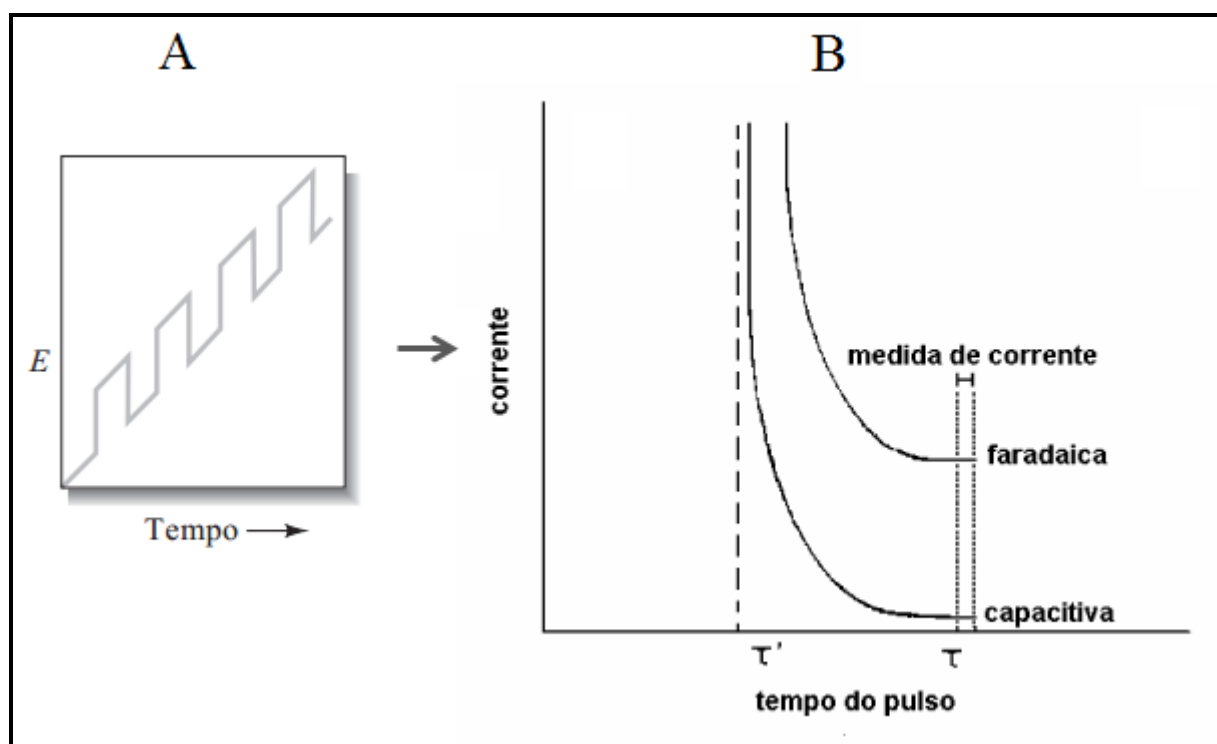 A
B
E
Tempo
corrente
medida de corrente
faradaica
capacitiva
τ'
τ
tempo do pulso